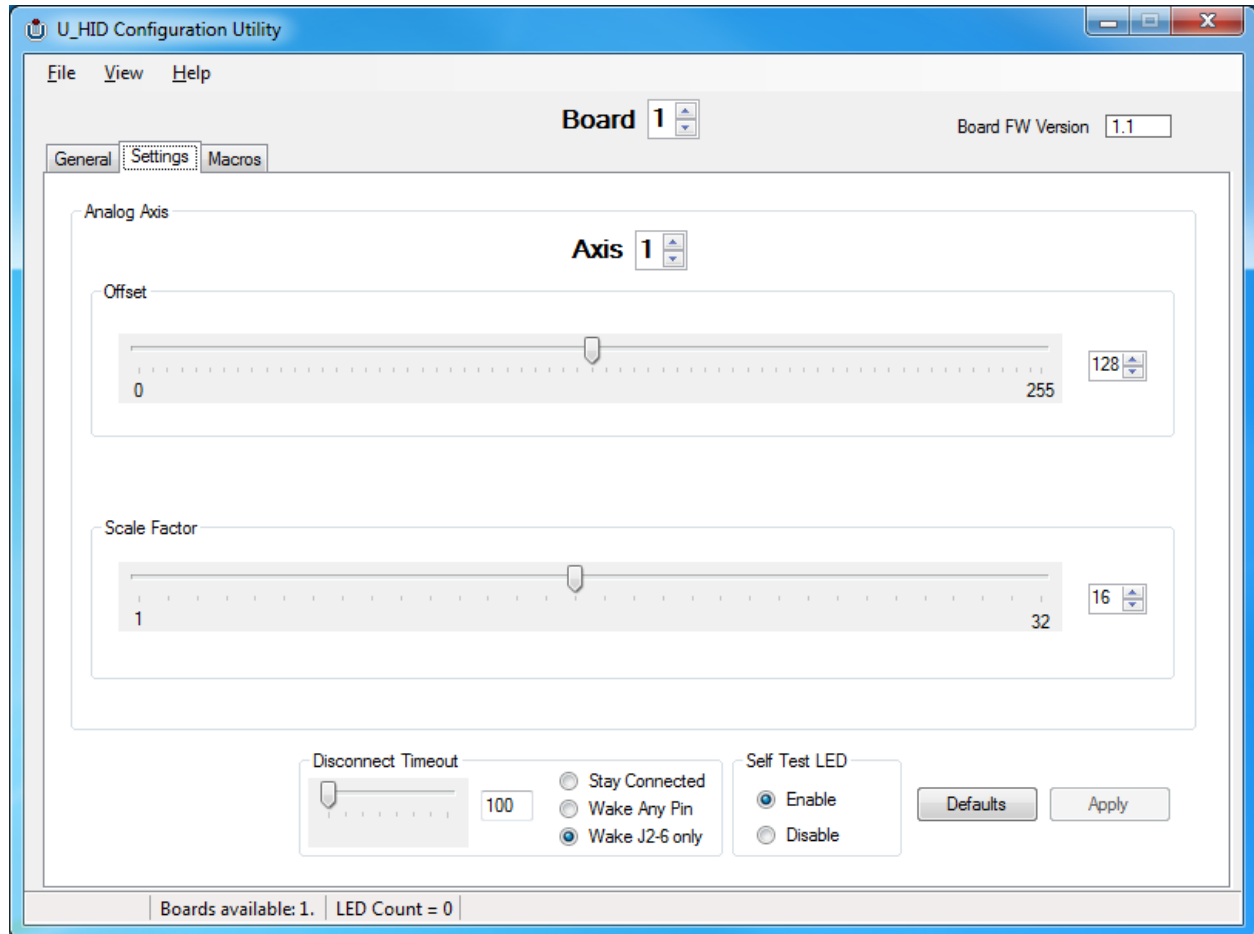 U_HID Configuration Utility
File View Help
Board 1
Board FW Version 1.1
General Settings Macros
Analog Axis
Axis 1
Offset
128
0 255
Scale Factor
16
1 32
Disconnect Timeout
100
Stay Connected
Wake Any Pin
Wake J2-6 only
Self Test LED
Enable
Disable
Defaults Apply
Boards available: 1. LED Count = 0